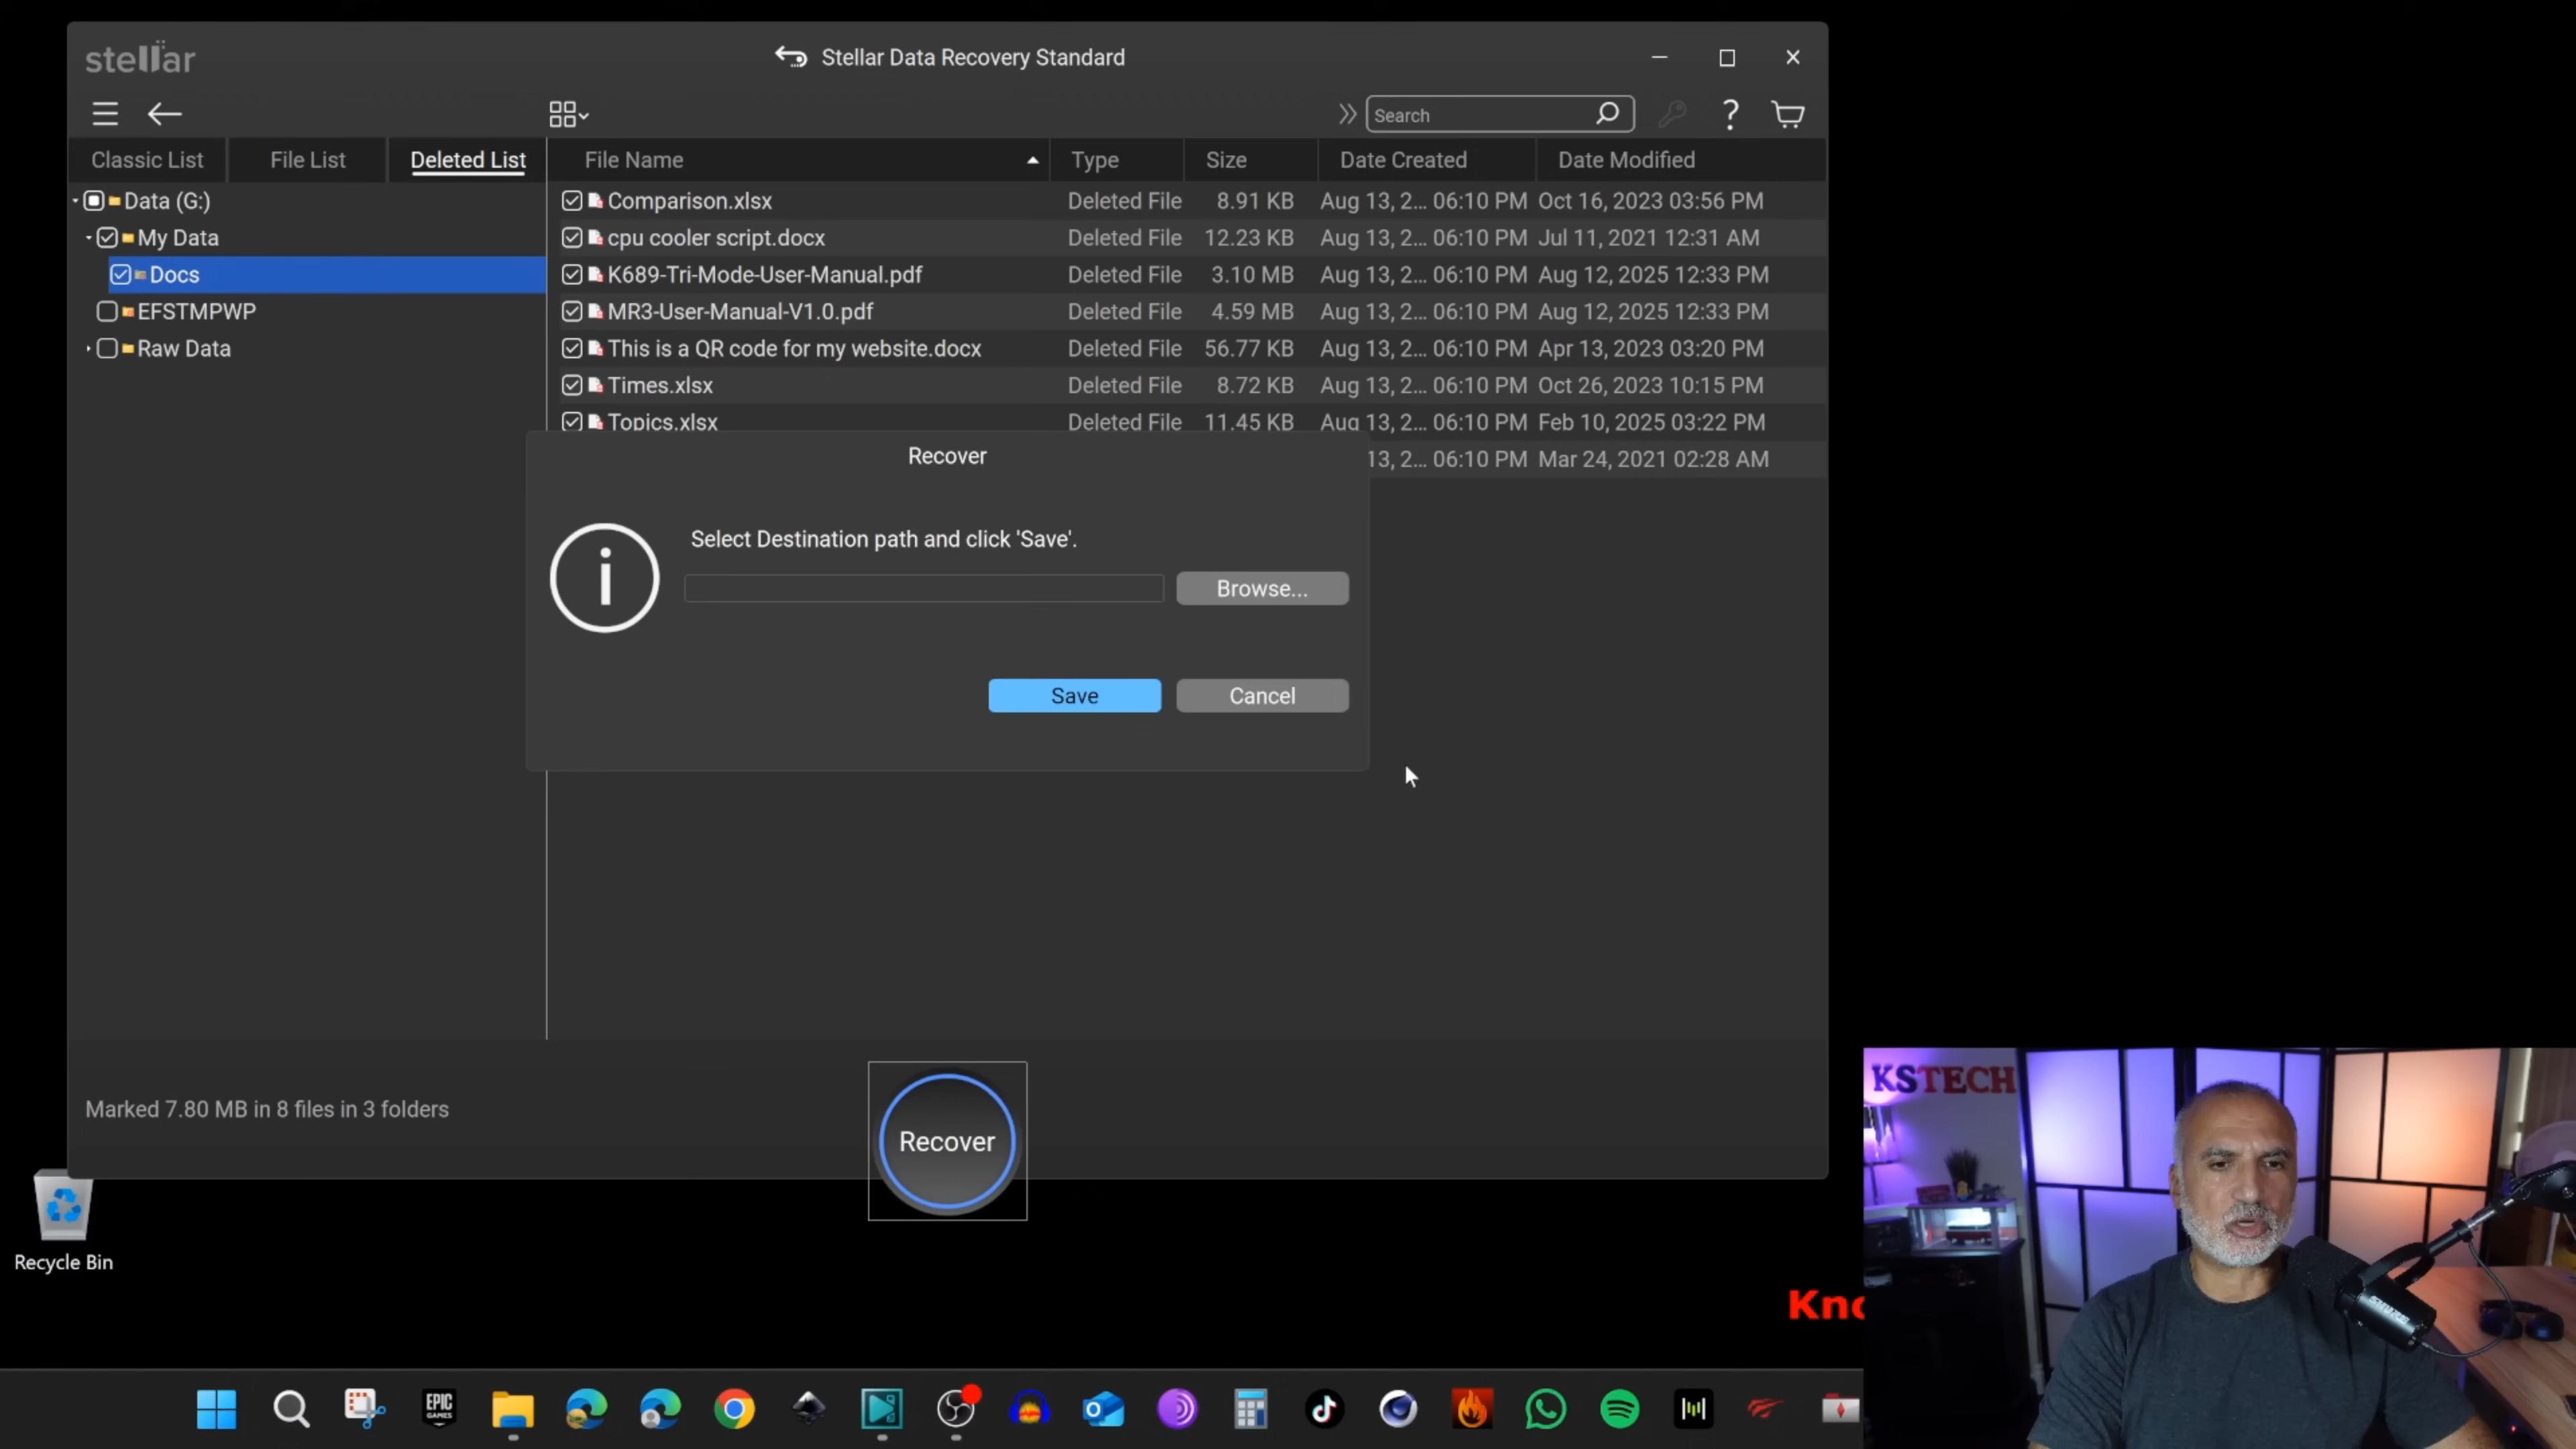 stellar
Stellar Data Recovery Standard
Search
?
Classic List File List Deleted List
File Name Type Size Date Created Date Modified
Data (G:)
My Data
Docs
EFSTMPWP
Raw Data
Comparison.xlsx Deleted File 8.91 KB Aug 13, 2... 06:10 PM Oct 16, 2023 03:56 PM
cpu cooler script.docx Deleted File 12.23 KB Aug 13, 2... 06:10 PM Jul 11, 2021 12:31 AM
K689-Tri-Mode-User-Manual.pdf Deleted File 3.10 MB Aug 13, 2... 06:10 PM Aug 12, 2025 12:33 PM
MR3-User-Manual-V1.0.pdf Deleted File 4.59 MB Aug 13, 2... 06:10 PM Aug 12, 2025 12:33 PM
This is a QR code for my website.docx Deleted File 56.77 KB Aug 13, 2... 06:10 PM Apr 13, 2023 03:20 PM
Times.xlsx Deleted File 8.72 KB Aug 13, 2... 06:10 PM Oct 26, 2023 10:15 PM
Topics.xlsx Deleted File 11.45 KB Aug 13, 2... 06:10 PM Feb 10, 2025 03:22 PM
13, 2... 06:10 PM Mar 24, 2021 02:28 AM
Recover
Select Destination path and click 'Save'.
Browse...
Save Cancel
Marked 7.80 MB in 8 files in 3 folders
Recover
Recycle Bin
KSTECH
Kno
SHURE
EPIC
GAMES